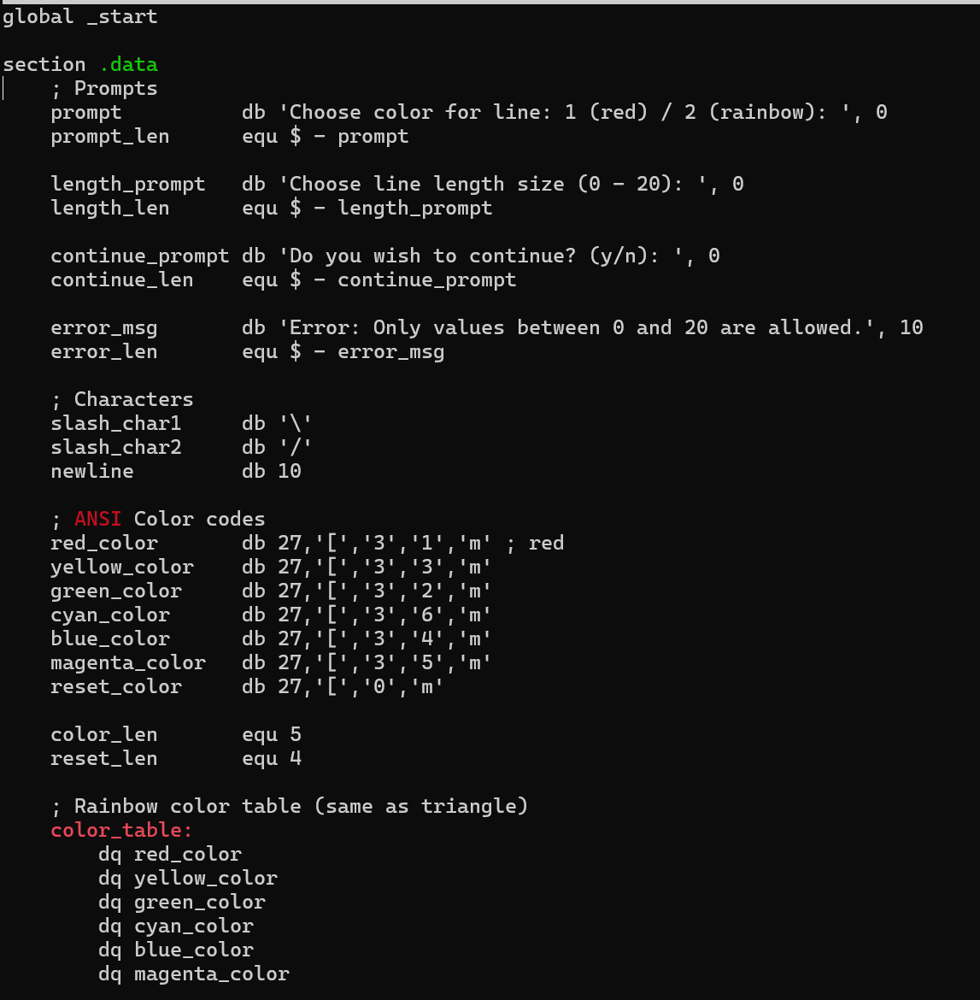 global _start

section .data
    ; Prompts
    prompt          db 'Choose color for line: 1 (red) / 2 (rainbow): ', 0
    prompt_len      equ $ - prompt

    length_prompt   db 'Choose line length size (0 - 20): ', 0
    length_len      equ $ - length_prompt

    continue_prompt db 'Do you wish to continue? (y/n): ', 0
    continue_len    equ $ - continue_prompt

    error_msg       db 'Error: Only values between 0 and 20 are allowed.', 10
    error_len       equ $ - error_msg

    ; Characters
    slash_char1     db '\'
    slash_char2     db '/'
    newline         db 10

    ; ANSI Color codes
    red_color       db 27,'[','3','1','m' ; red
    yellow_color    db 27,'[','3','3','m'
    green_color     db 27,'[','3','2','m'
    cyan_color      db 27,'[','3','6','m'
    blue_color      db 27,'[','3','4','m'
    magenta_color   db 27,'[','3','5','m'
    reset_color     db 27,'[','0','m'

    color_len       equ 5
    reset_len       equ 4

    ; Rainbow color table (same as triangle)
    color_table:
        dq red_color
        dq yellow_color
        dq green_color
        dq cyan_color
        dq blue_color
        dq magenta_color